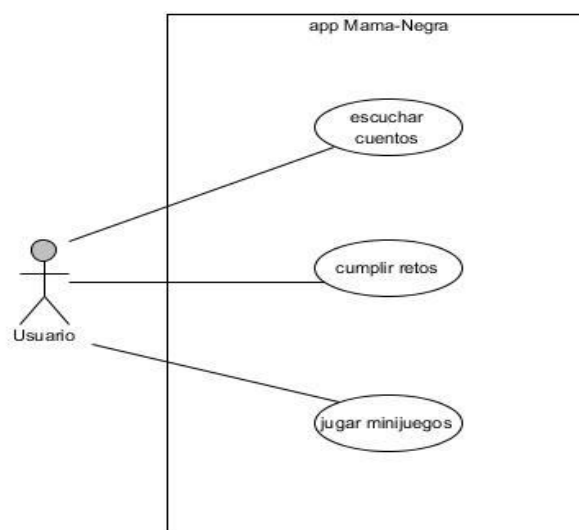 app Mama-Negra
escuchar
cuentos
cumplir retos
Usuario
jugar minijuegos